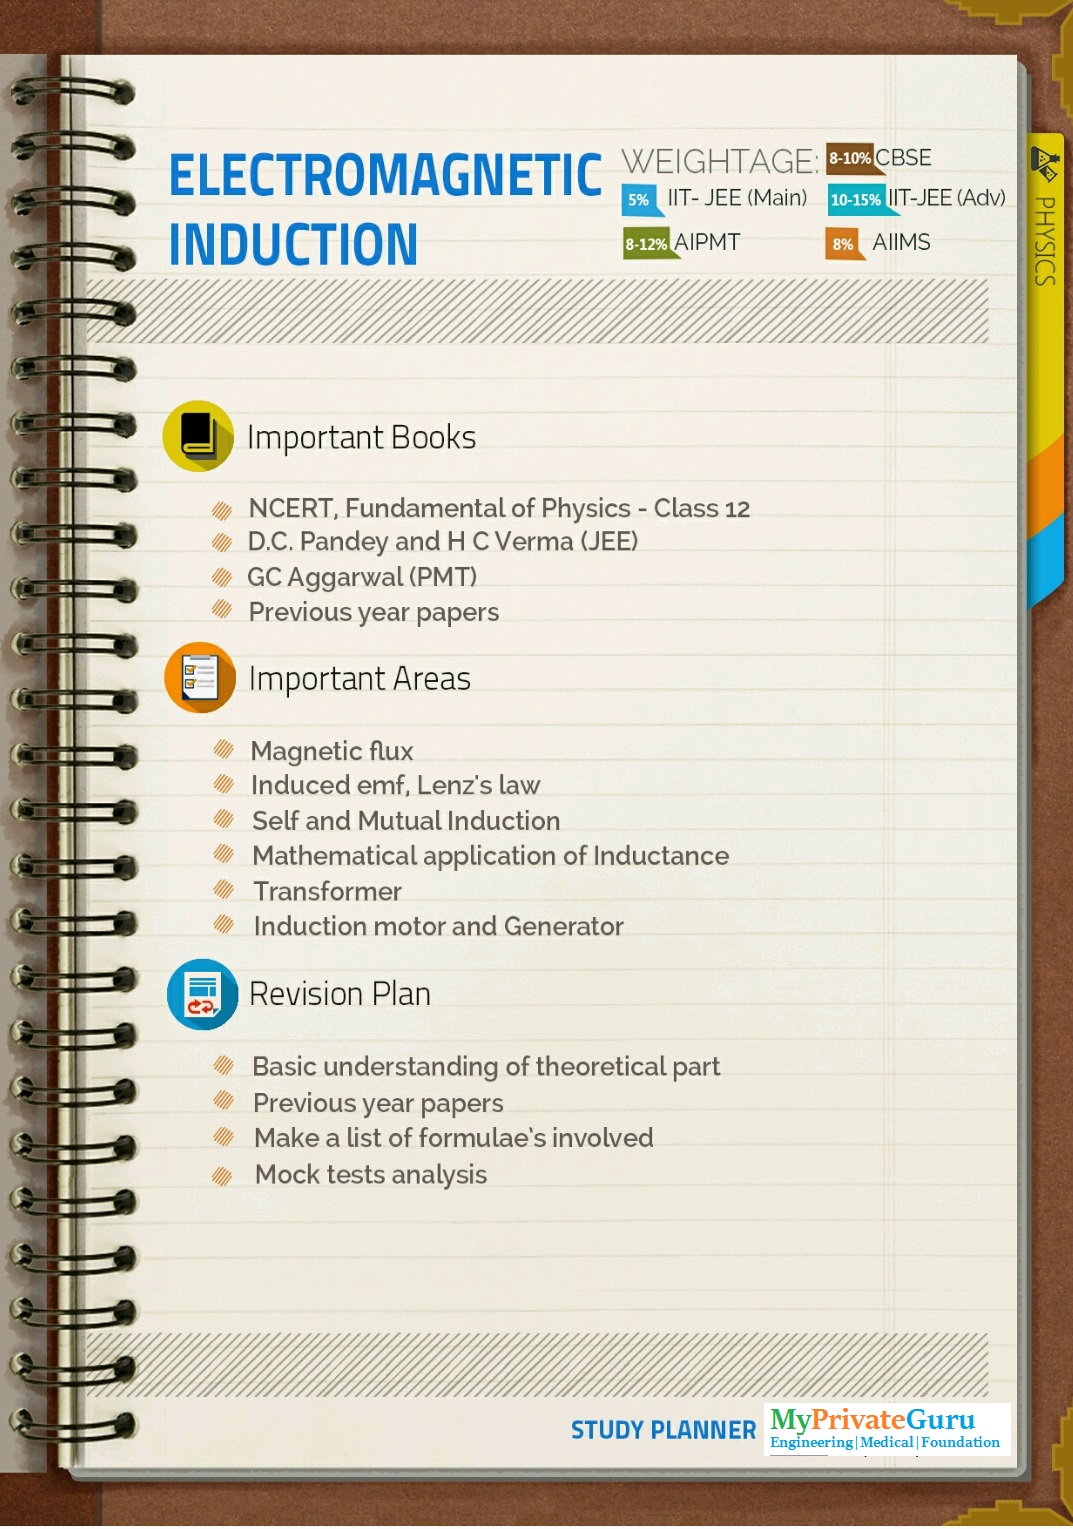 ELECTROMAGNETIC
INDUCTION
WEIGHTAGE: 8-10% CBSE
5% IIT- JEE (Main) 10-15% IIT-JEE (Adv)
8-12% AIPMT 8% AIIMS
PHYSICS
Important Books
NCERT, Fundamental of Physics - Class 12
D.C. Pandey and H C Verma (JEE)
GC Aggarwal (PMT)
Previous year papers
Important Areas
Magnetic flux
Induced emf, Lenz's law
Self and Mutual Induction
Mathematical application of Inductance
Transformer
Induction motor and Generator
Revision Plan
Basic understanding of theoretical part
Previous year papers
Make a list of formulae's involved
Mock tests analysis
STUDY PLANNER MyPrivateGuru
Engineering|Medical|Foundation